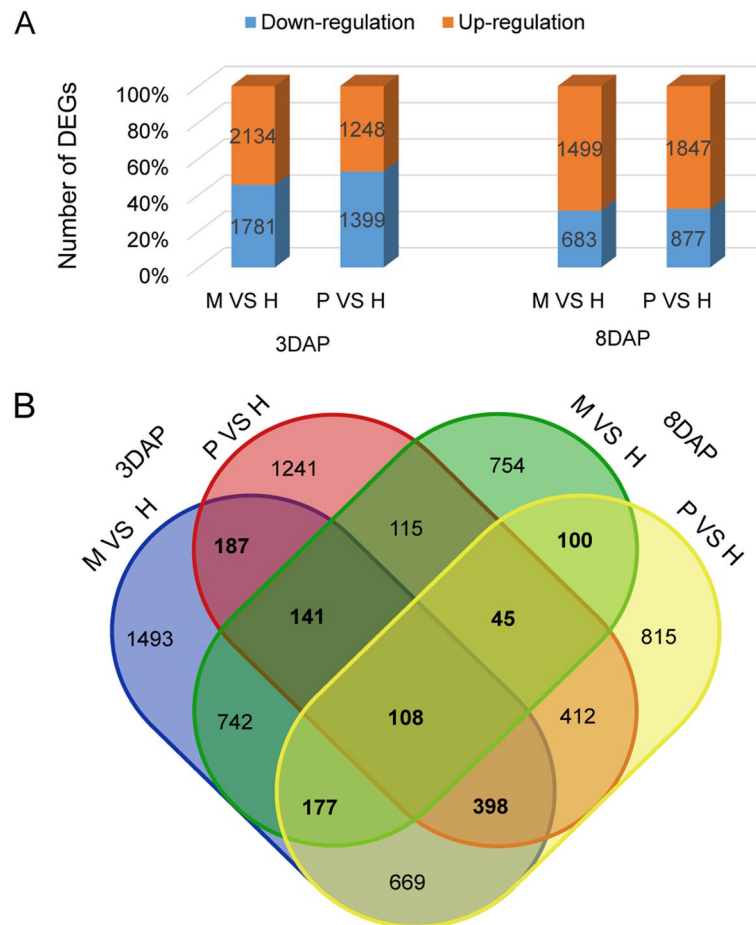 A
Down-regulation Up-regulation
Number of DEGs
100%
80%
60%
40%
20%
0%
2134 1248 1499 1847
1781 1399 683 877
M VS H P VS H M VS H P VS H
3DAP 8DAP
B
3DAP P VS H M VS H 8DAP
M VS H P VS H
1241 754
187 115 100
1493 141 45 815
742 108 412
177 398
669